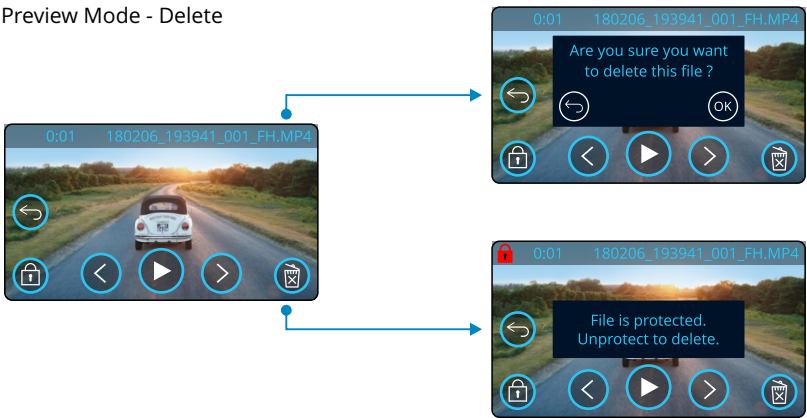 Preview Mode - Delete
0:01 180206_193941_001_FH.MP4
Are you sure you want
to delete this file ?
OK
0:01 180206_193941_001_FH.MP4
0:01 180206_193941_001_FH.MP4
File is protected.
Unprotect to delete.